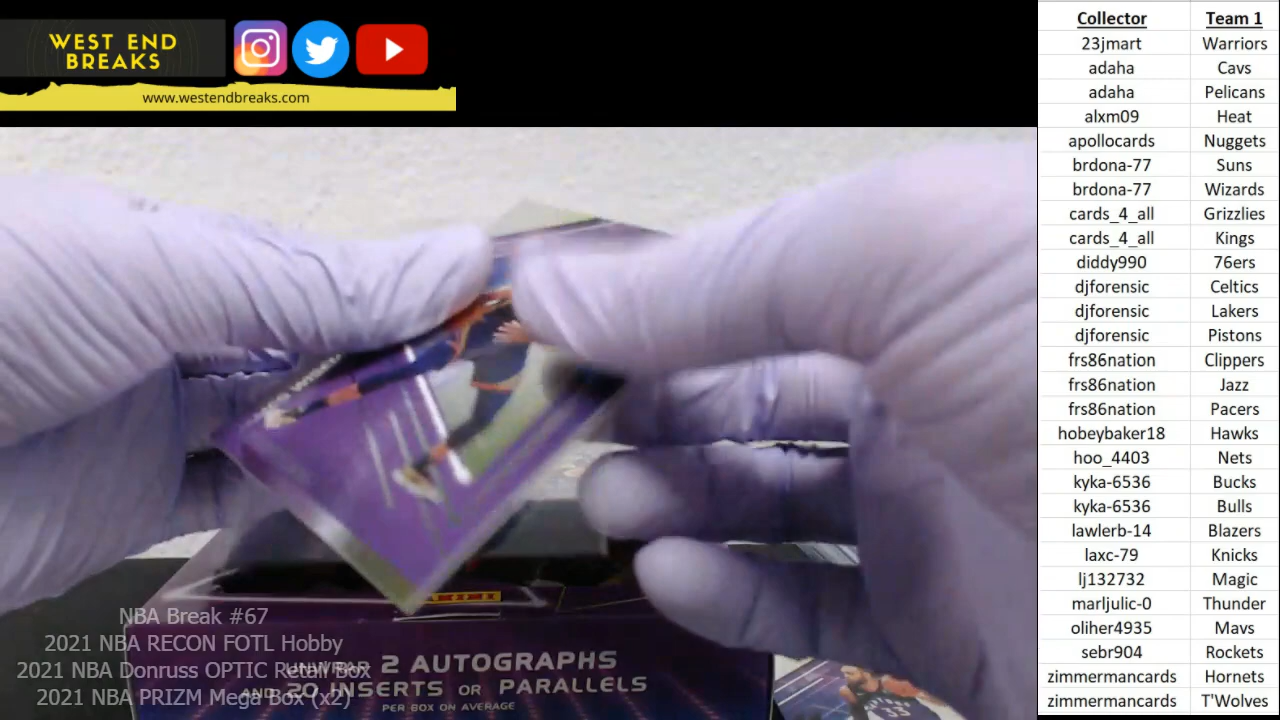 WEST END
BREAKS
www.westendbreaks.com
Collector Team 1
23jmart Warriors
adaha Cavs
adaha Pelicans
alxm09 Heat
apollocards Nuggets
brdona-77 Suns
brdona-77 Wizards
cards_4_all Grizzlies
cards_4_all Kings
diddy990 76ers
djforensic Celtics
djforensic Lakers
djforensic Pistons
frs86nation Clippers
frs86nation Jazz
frs86nation Pacers
hobeybaker18 Hawks
hoo_4403 Nets
kyka-6536 Bucks
kyka-6536 Bulls
lawlerb-14 Blazers
laxc-79 Knicks
lj132732 Magic
marljulic-0 Thunder
oliher4935 Mavs
sebr904 Rockets
zimmermancards Hornets
zimmermancards T'Wolves
PANINI
NBA Break #67
2021 NBA RECON FOTL Hobby
2021 NBA Donruss OPTIC Retail Box
2021 NBA PRIZM Mega Box (x2)
2 AUTOGRAPHS
AND 20 INSERTS OR PARALLELS
PER BOX ON AVERAGE